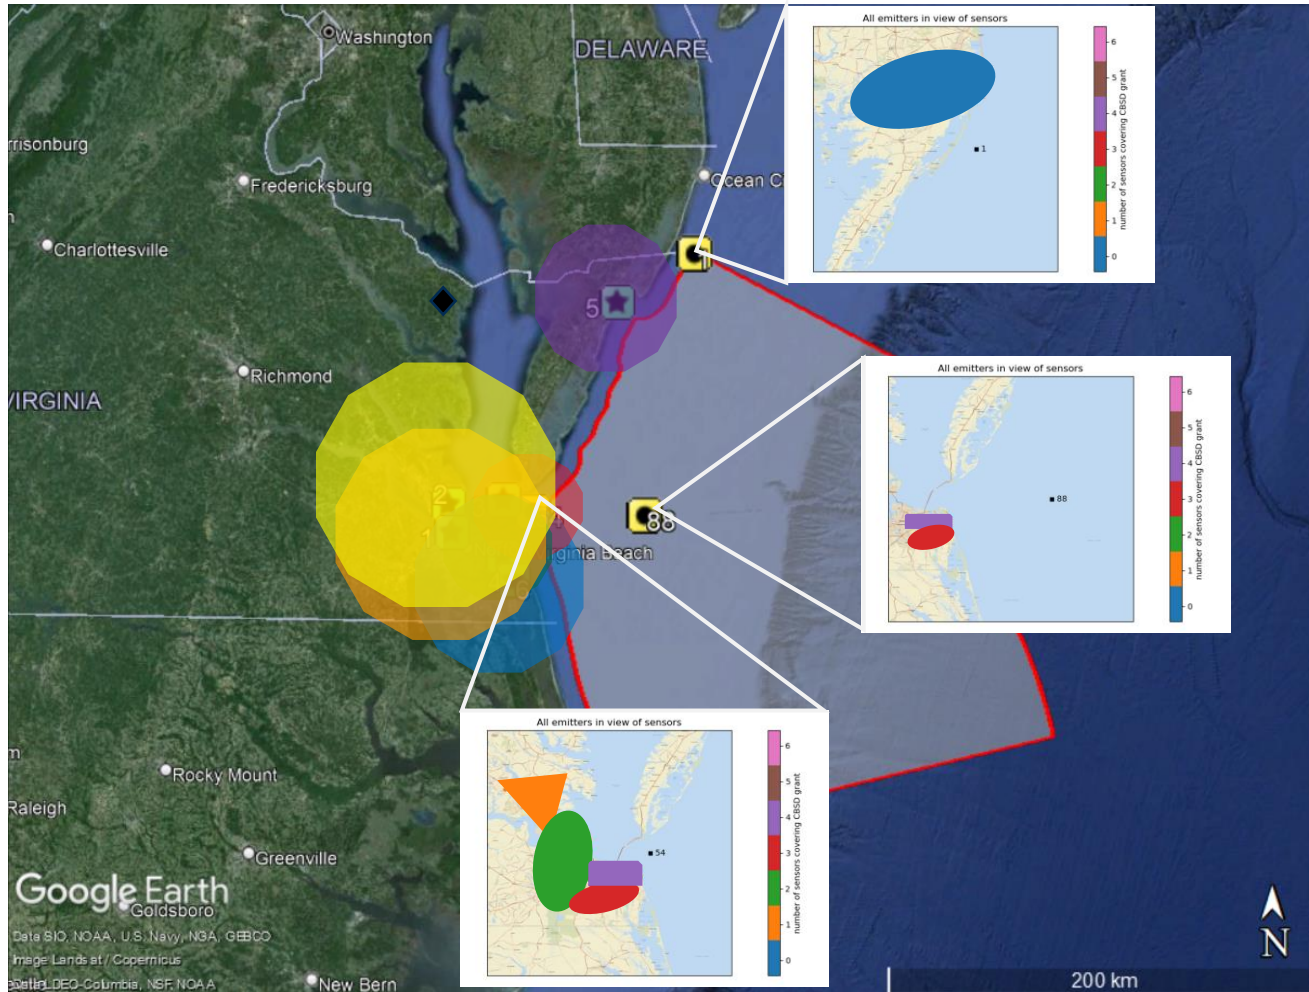 Washington
DELAWARE
All emitters in view of sensors
1
6
5
4
3
2
1
0
number of sensors covering CBSD grant
rrisonburg
Fredericksburg
Ocean C
Charlottesville
5
1
Richmond
VIRGINIA
All emitters in view of sensors
88
6
5
4
3
2
1
0
number of sensors covering CBSD grant
2
88
1
rginia Beach
All emitters in view of sensors
54
6
5
4
3
2
1
0
number of sensors covering CBSD grant
m
Rocky Mount
Raleigh
Greenville
Google Earth
Goldsboro
Data SIO, NOAA, U.S. Navy, NGA, GEBCO
Image Landsat / Copernicus
Data LDEO-Columbia, NSF, NOAA
New Bern
N
200 km